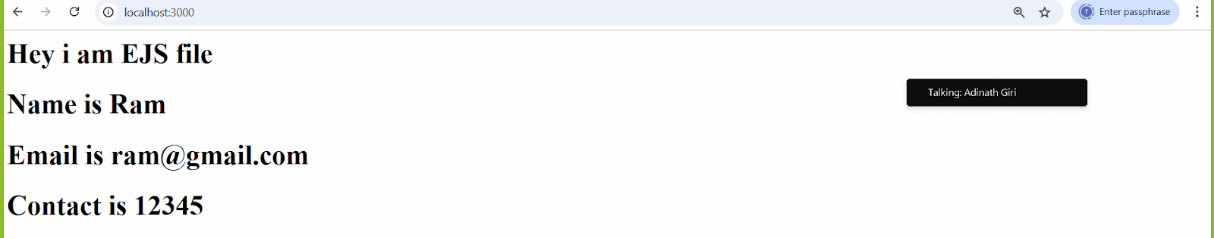 localhost:3000
Enter passphrase
Hey i am EJS file
Talking: Adinath Giri
Name is Ram
Email is ram@gmail.com
Contact is 12345